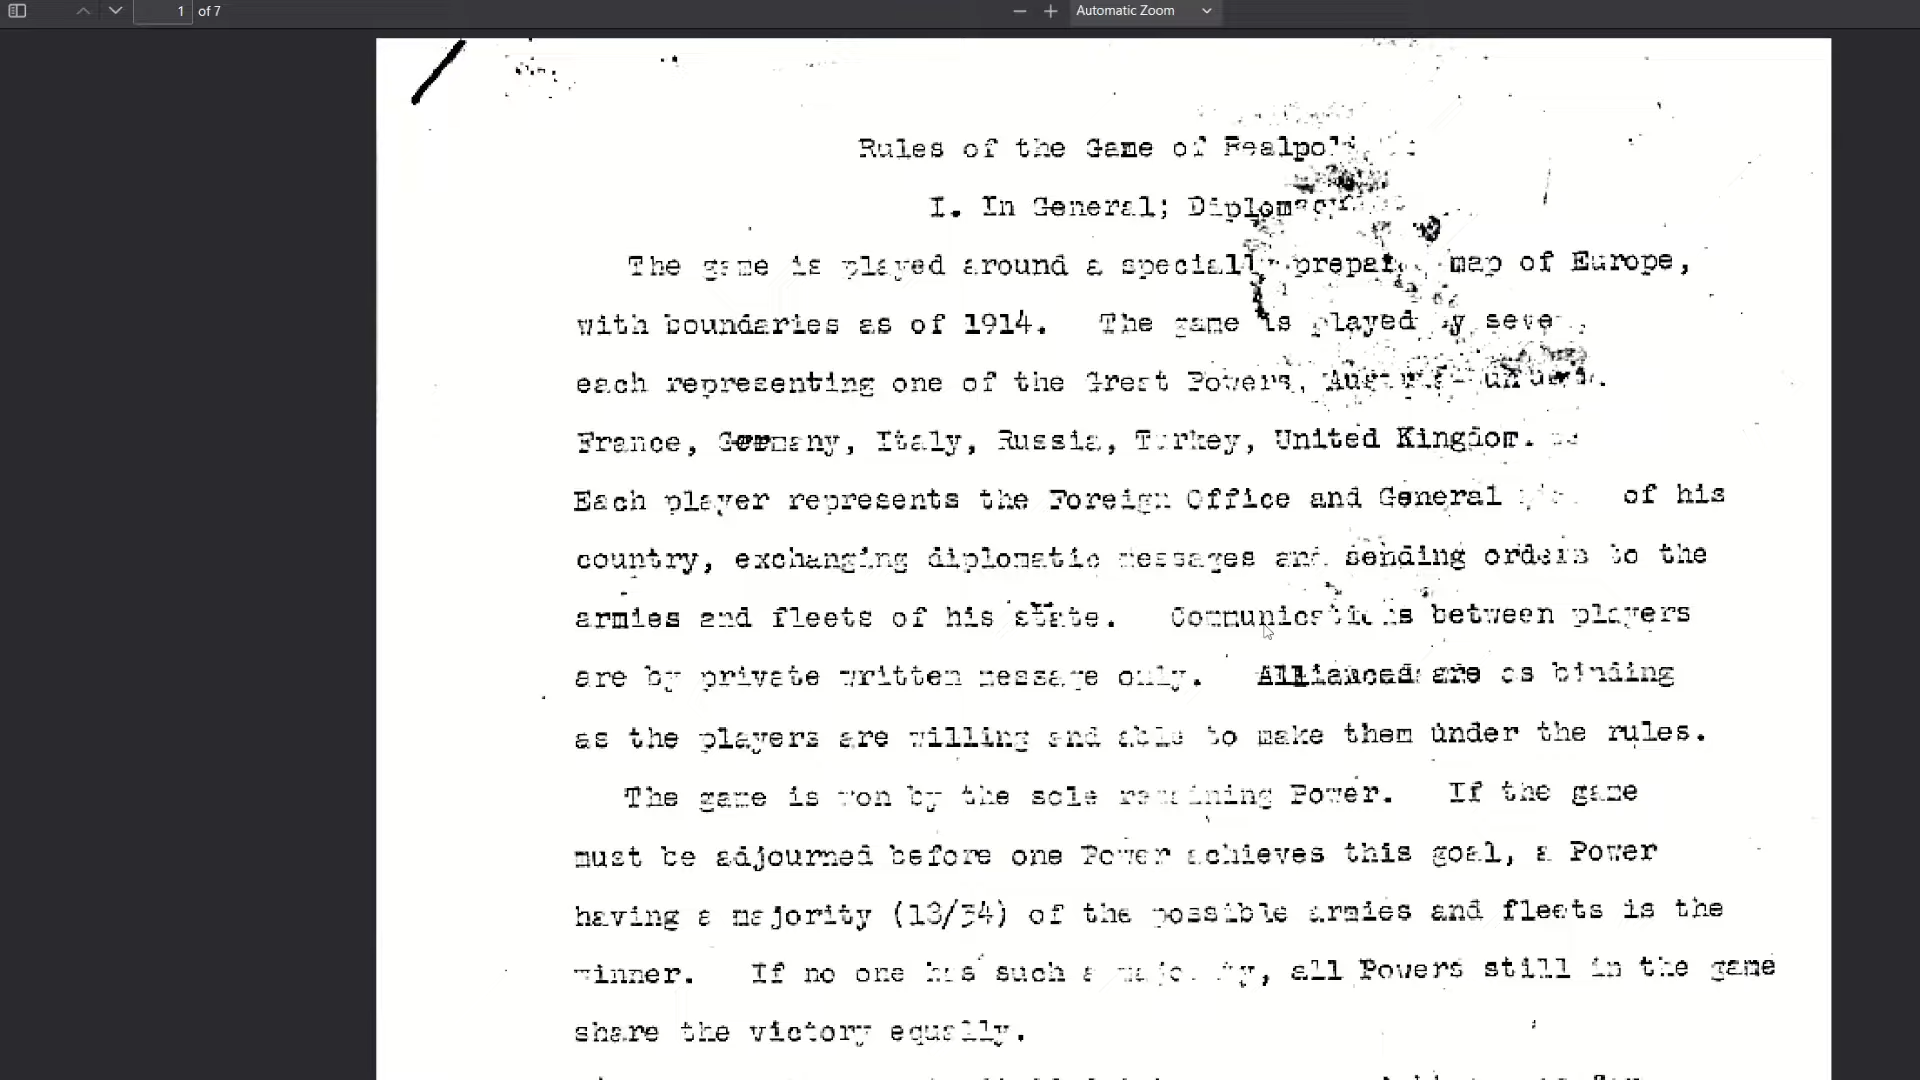 1 of 7
Automatic Zoom
Rules of the Game of
I. In General;
The game is played around a specially map of Europe,
with boundaries as of 1914. The game is played
each representing one of the Great Powers,
France, Germany, Italy, Russia, Turkey, United Kingdom.
Each player represents the Foreign Office and General of his
country, exchanging diplomatic messages and sending orders to the
armies and fleets of his state. Communications between players
are by private written message only. are as binding
as the players are willing and able to make them under the rules.
The game is won by the sole remaining Power. If the game
must be adjourned before one Power achieves this goal, a Power
having a majority of the possible armies and fleets is the
winner. If no one has such a majority, all Powers still in the game
share the victory equally.